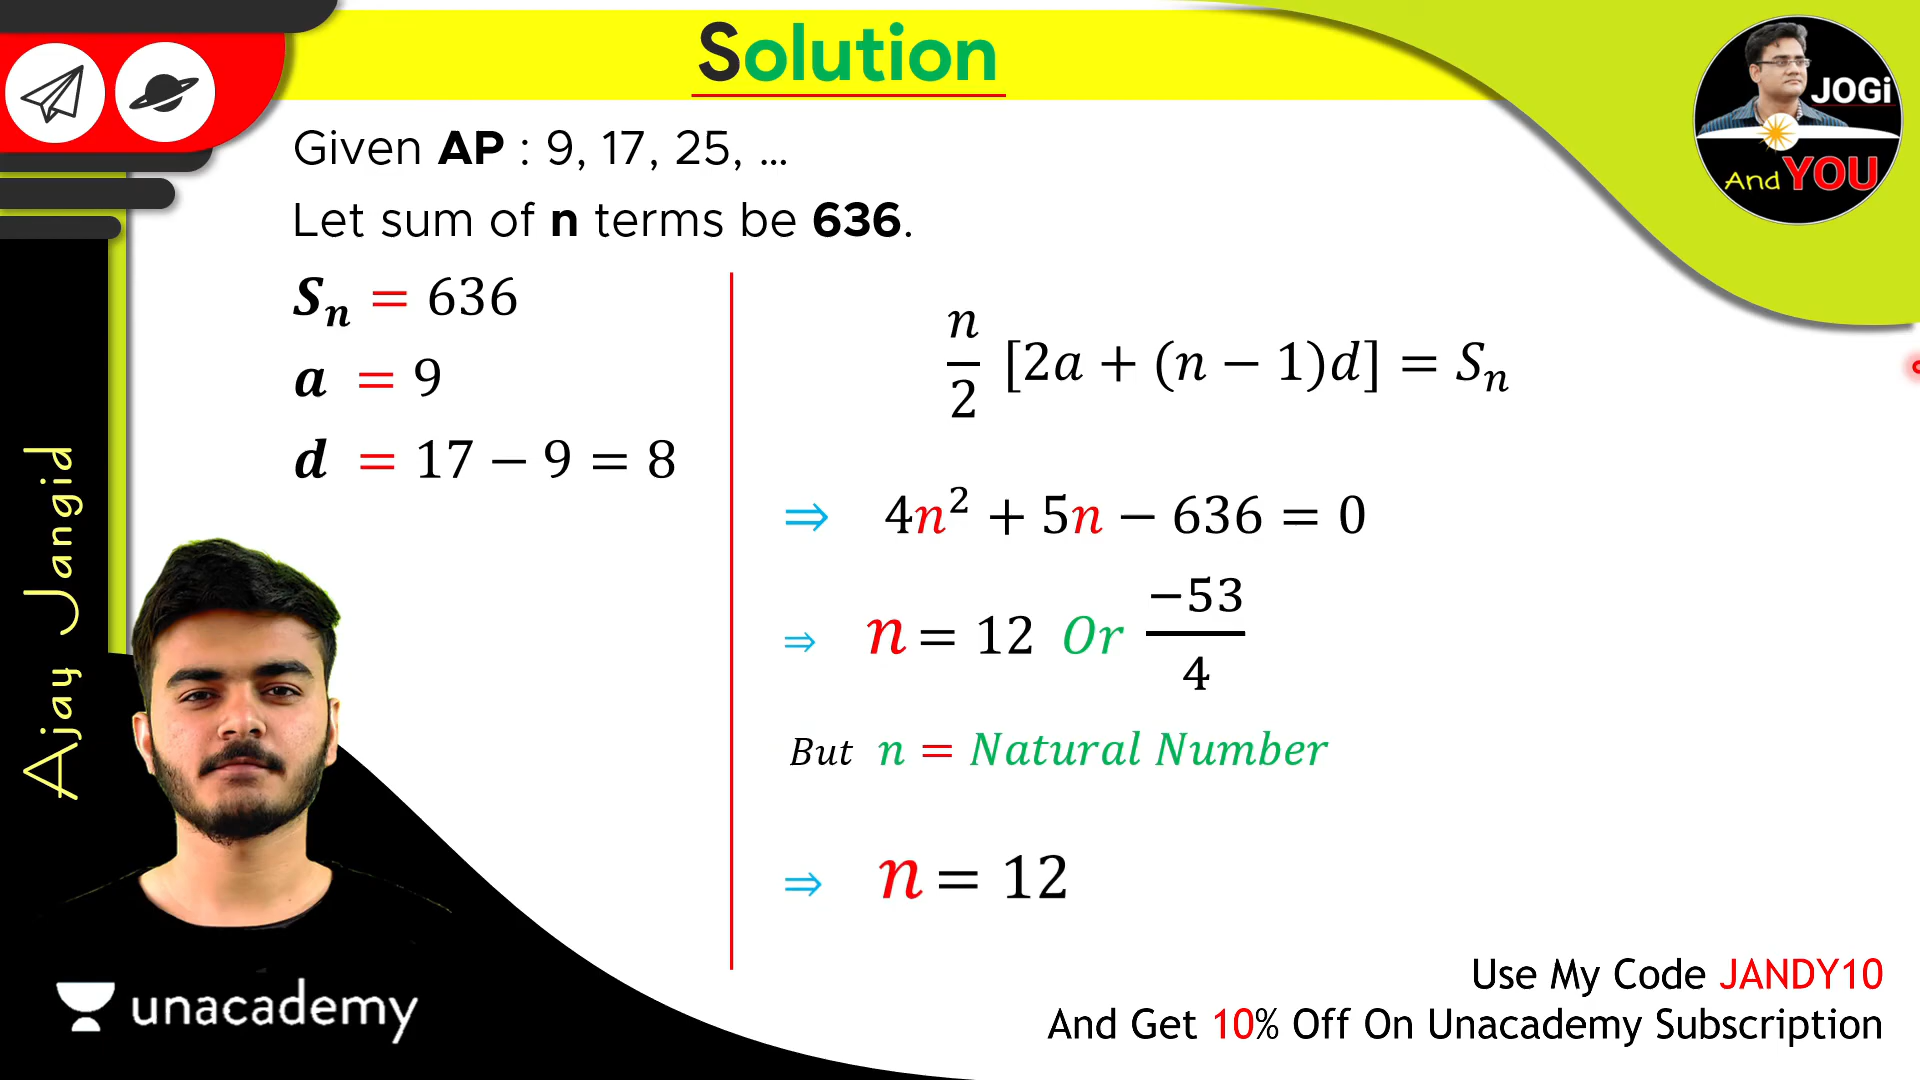 Solution
JOGi
And YOU
Given AP : 9, 17, 25, ...
Let sum of n terms be 636.
Sₙ = 636
a = 9
d = 17 − 9 = 8
n/2 [2a + (n − 1)d] = Sₙ
⇒ 4n² + 5n − 636 = 0
⇒ n = 12 Or −53/4
But n = Natural Number
⇒ n = 12
Ajay Jangid
unacademy
Use My Code JANDY10
And Get 10% Off On Unacademy Subscription